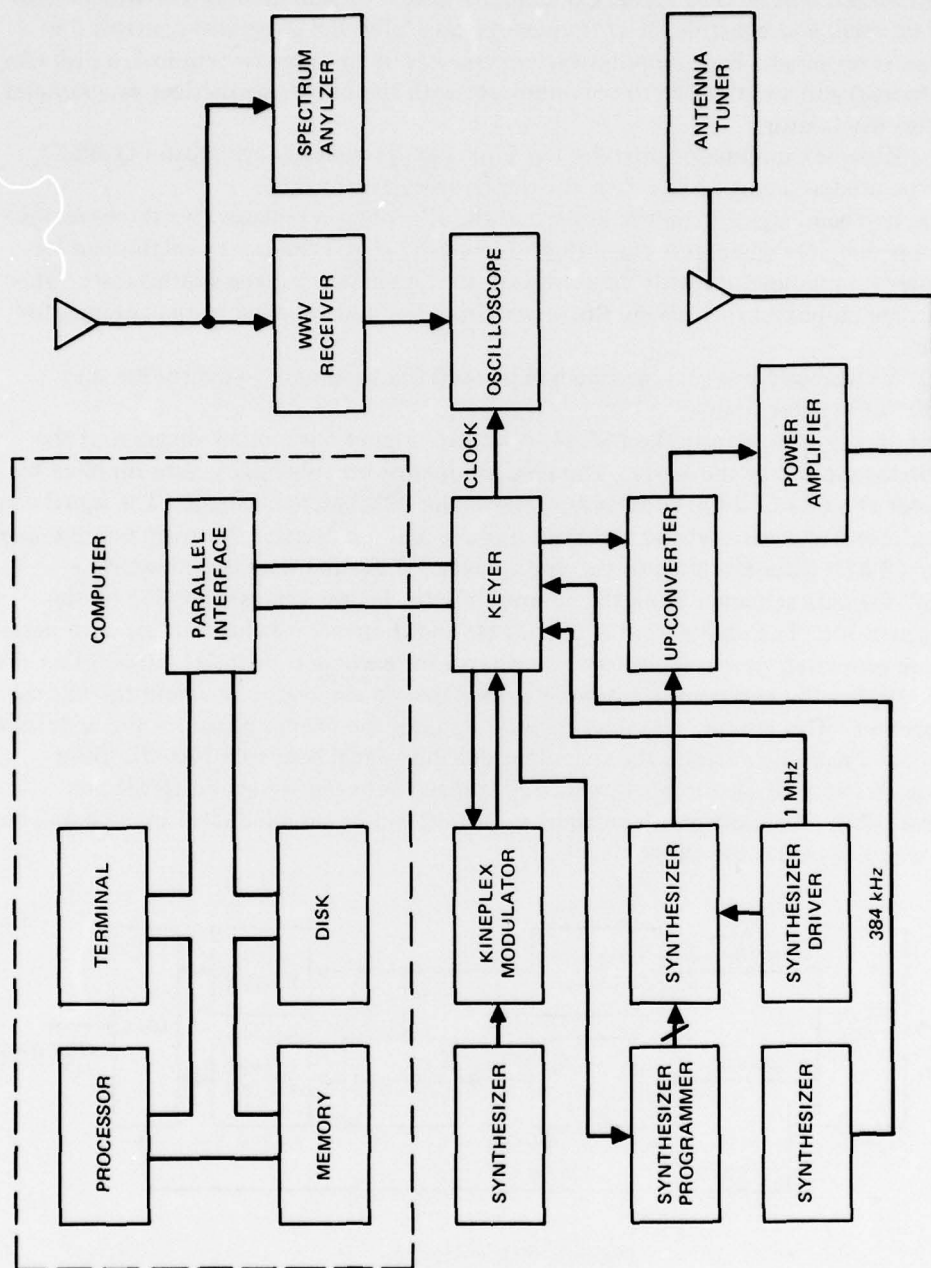 COMPUTER
PROCESSOR
TERMINAL
PARALLEL
INTERFACE
MEMORY
DISK
WWV
RECEIVER
SPECTRUM
ANYLZER
SYNTHESIZER
KINEPLEX
MODULATOR
KEYER
CLOCK
OSCILLOSCOPE
SYNTHESIZER
PROGRAMMER
SYNTHESIZER
UP-CONVERTER
ANTENNA
TUNER
SYNTHESIZER
SYNTHESIZER
DRIVER
1 MHz
POWER
AMPLIFIER
384 kHz